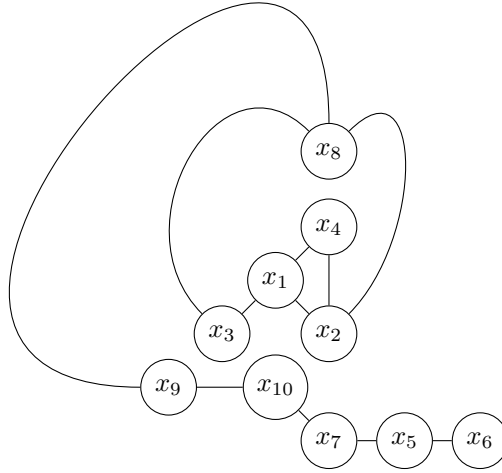 x₈
x₄
x₁
x₃ x₂
x₉ x₁₀
x₇ x₅ x₆